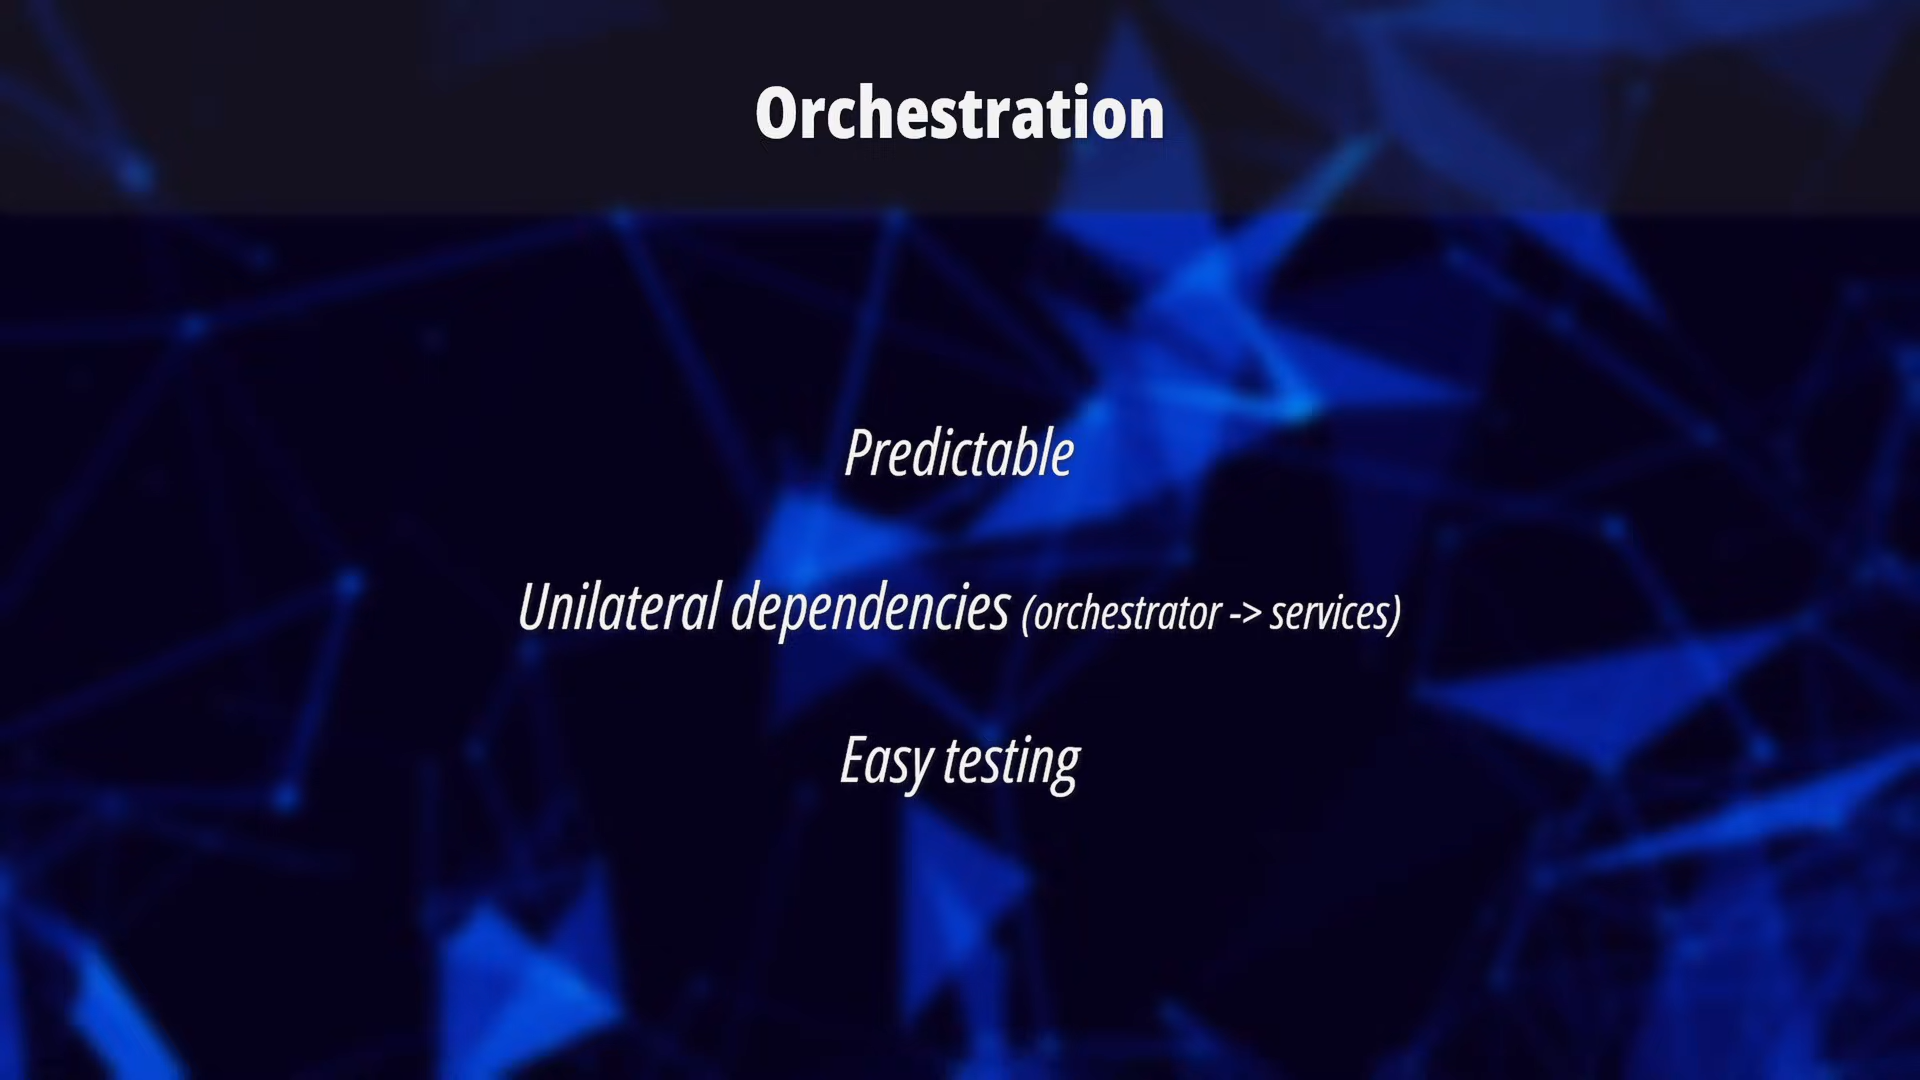 Orchestration
Predictable
Unilateral dependencies (orchestrator -> services)
Easy testing